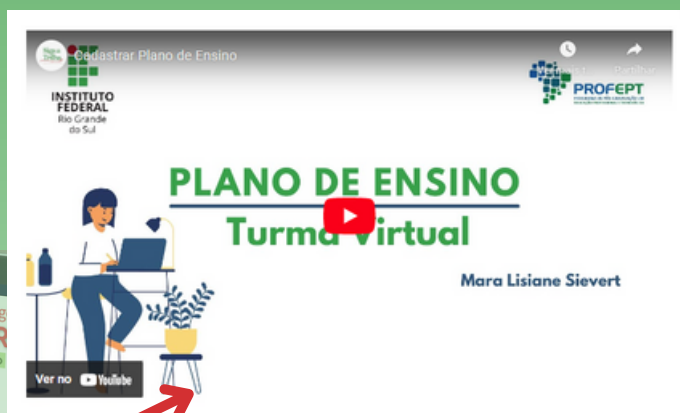 Cadastrar Plano de Ensino
Partilhar
INSTITUTO
FEDERAL
Rio Grande
do Sul
PROFEPT
PLANO DE ENSINO
Turma Virtual
Mara Lisiane Sievert
Ver no YouTube